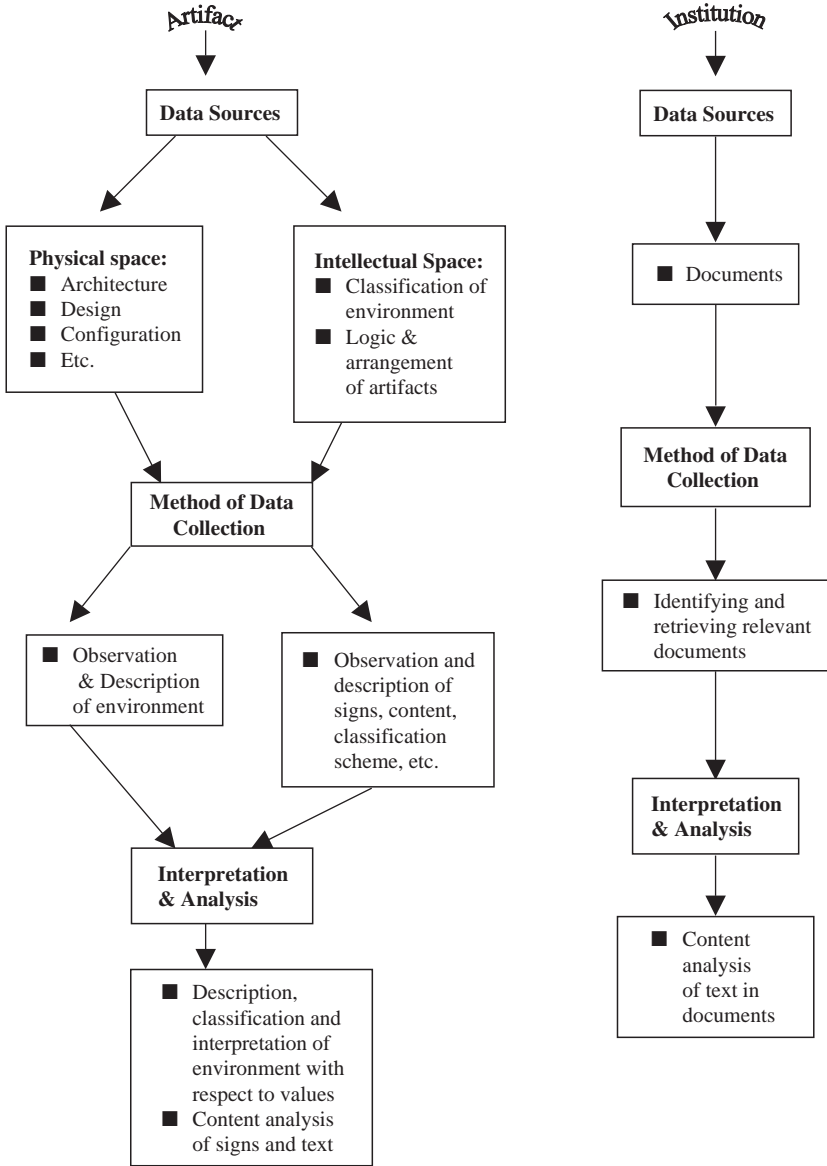 Artifact
Data Sources
Physical space:
■ Architecture
■ Design
■ Configuration
■ Etc.
Intellectual Space:
■ Classification of
environment
■ Logic &
arrangement
of artifacts
Method of Data
Collection
■ Observation
& Description
of environment
■ Observation and
description of
signs, content,
classification
scheme, etc.
Interpretation
& Analysis
■ Description,
classification and
interpretation of
environment with
respect to values
■ Content analysis
of signs and text
Institution
Data Sources
■ Documents
Method of Data
Collection
■ Identifying and
retrieving relevant
documents
Interpretation
& Analysis
■ Content
analysis
of text in
documents